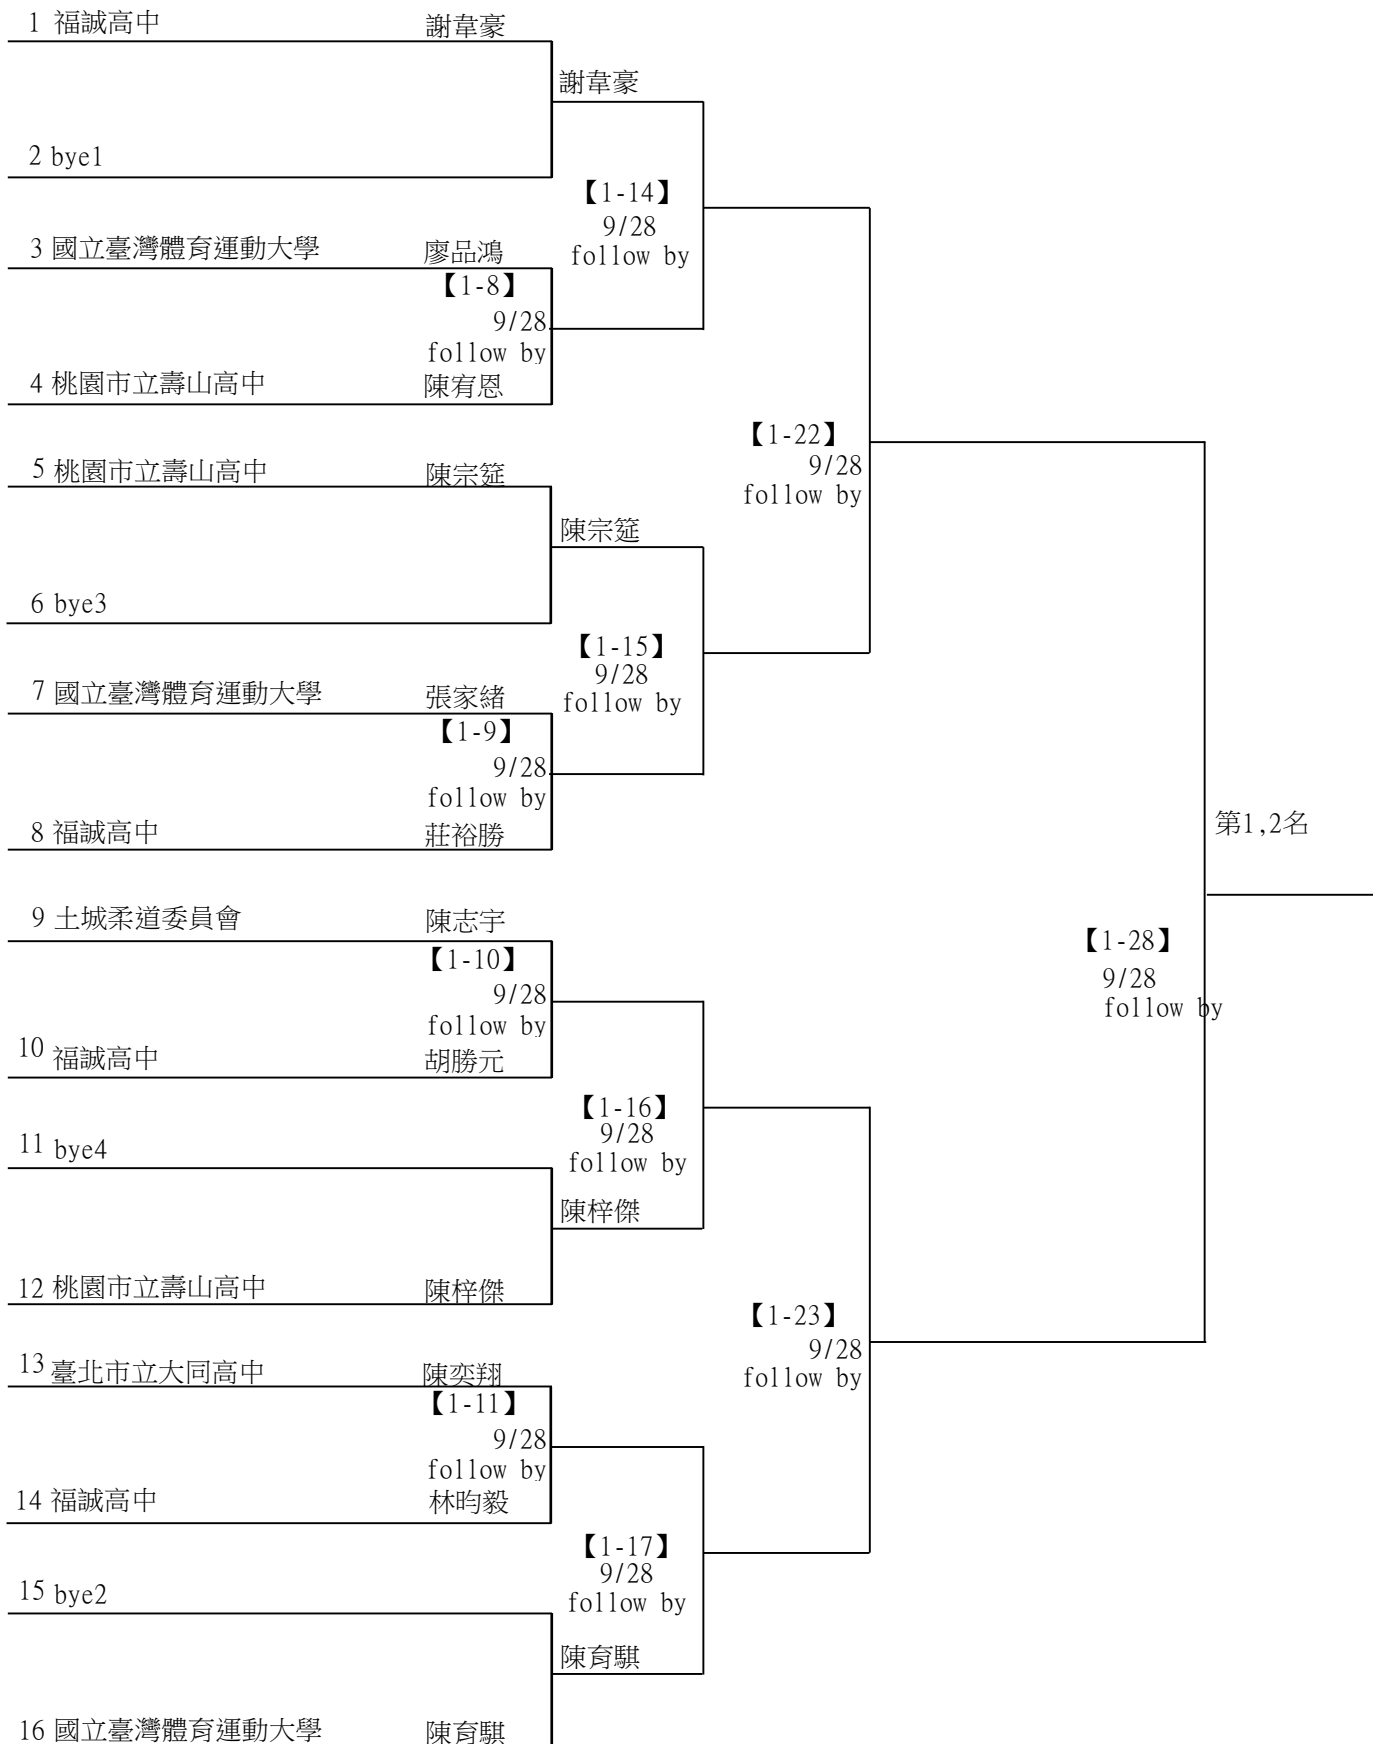 1 福誠高中 謝韋豪
謝韋豪
2 bye1
【1-14】
9/28
follow by
3 國立臺灣體育運動大學 廖品鴻
【1-8】
9/28
follow by
4 桃園市立壽山高中 陳宥恩
【1-22】
9/28
follow by
5 桃園市立壽山高中 陳宗筵
陳宗筵
6 bye3
【1-15】
9/28
follow by
7 國立臺灣體育運動大學 張家緒
【1-9】
9/28
follow by
8 福誠高中 莊裕勝
第1,2名
【1-28】
9/28
follow by
9 土城柔道委員會 陳志宇
【1-10】
9/28
follow by
10 福誠高中 胡勝元
【1-16】
9/28
follow by
11 bye4
陳梓傑
12 桃園市立壽山高中 陳梓傑
【1-23】
9/28
follow by
13 臺北市立大同高中 陳奕翔
【1-11】
9/28
follow by
14 福誠高中 林昀毅
【1-17】
9/28
follow by
15 bye2
陳育騏
16 國立臺灣體育運動大學 陳育騏